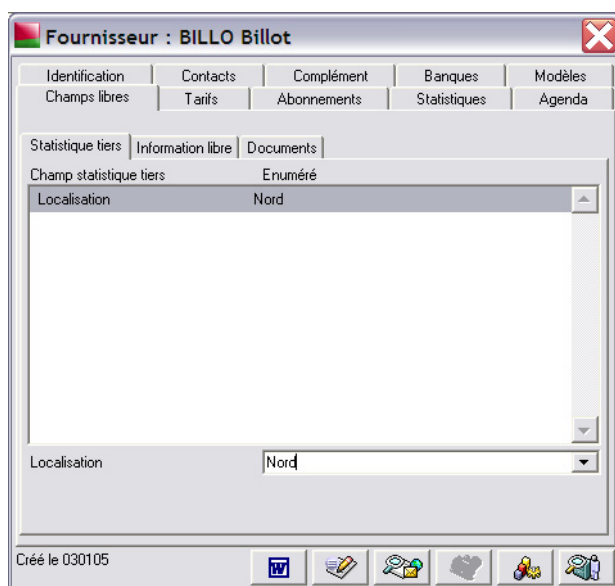 Fournisseur : BILLO Billot
Identification Contacts Complément Banques Modèles
Champs libres Tarifs Abonnements Statistiques Agenda
Statistique tiers Information libre Documents
Champ statistique tiers Enuméré
Localisation Nord
Localisation Nord
Créé le 030105
W